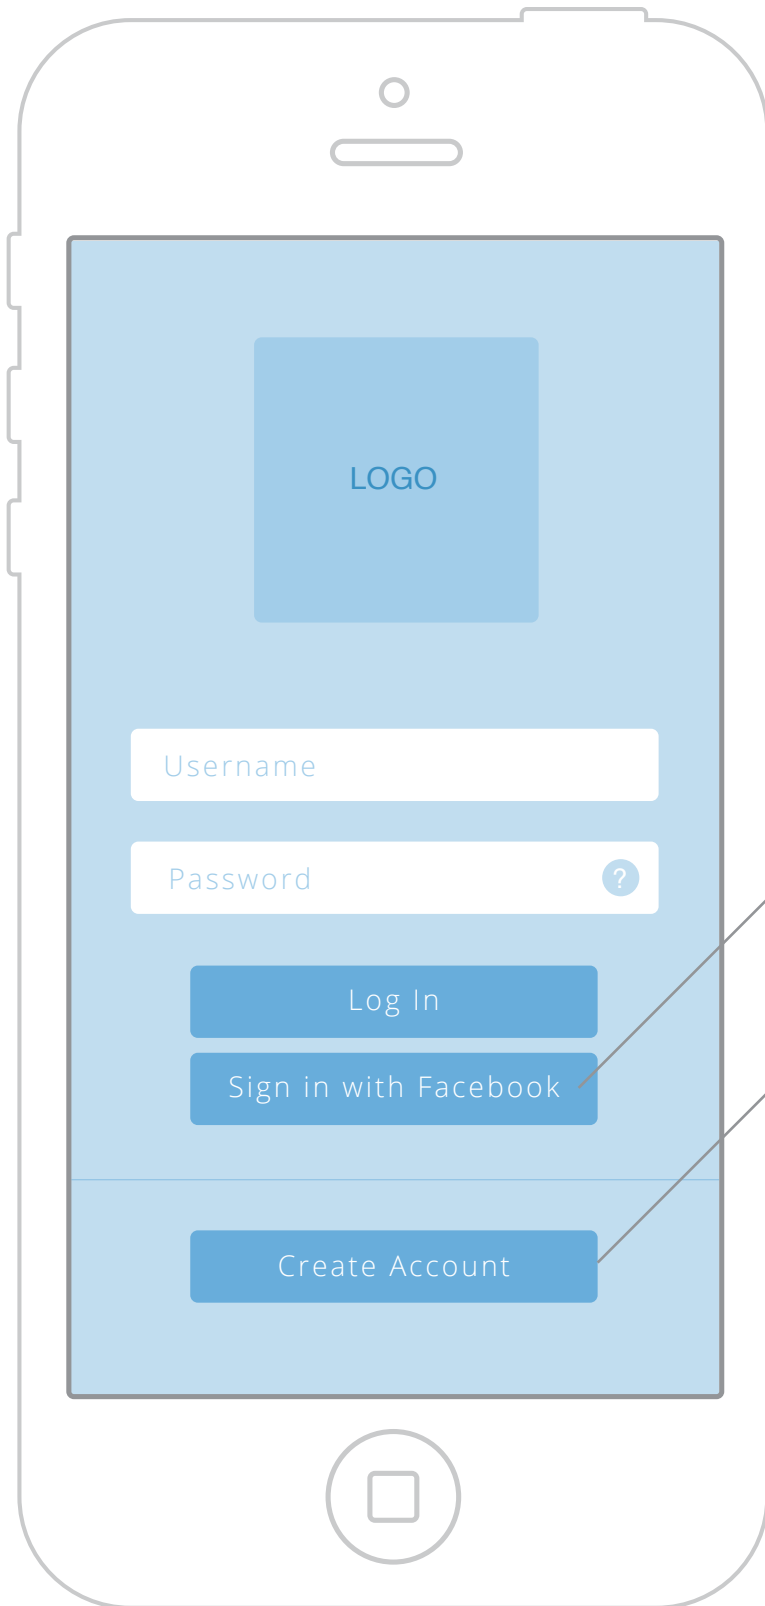 LOGO
Username
Password
?
Log In
Sign in with Facebook
Create Account